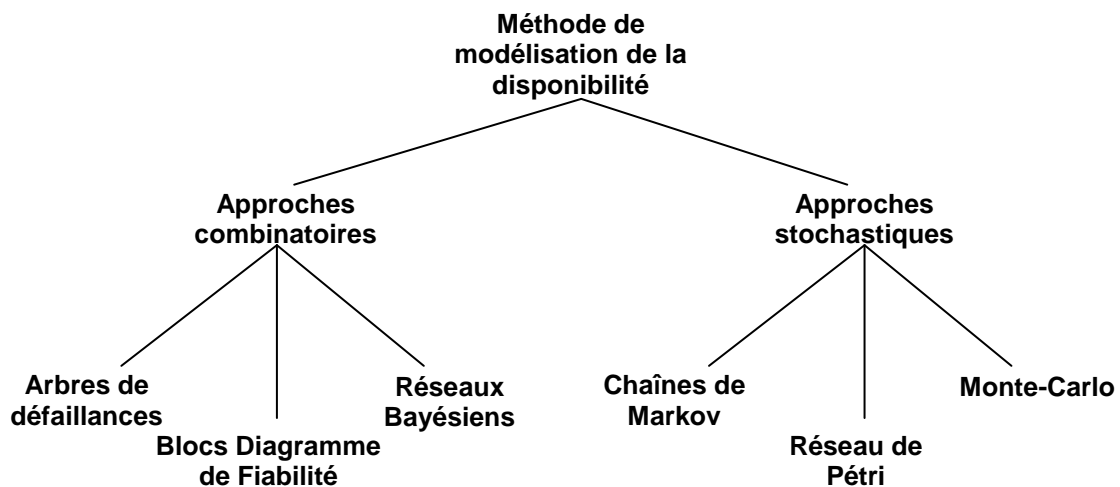 Méthode de
modélisation de la
disponibilité
Approches
combinatoires
Approches
stochastiques
Arbres de
défaillances
Blocs Diagramme
de Fiabilité
Réseaux
Bayésiens
Chaînes de
Markov
Réseau de
Pétri
Monte-Carlo